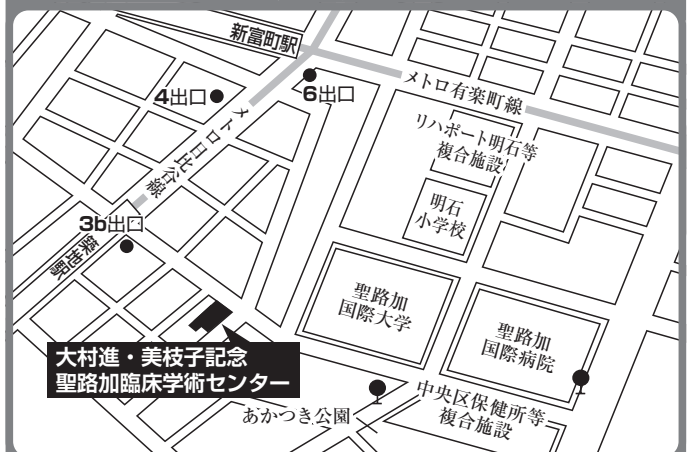 新富町駅
4出口
6出口
メトロ有楽町線
メトロ日比谷線
リハポート明石等
複合施設
明石
小学校
3b出口
築地駅
聖路加
国際大学
聖路加
国際病院
大村進・美枝子記念
聖路加臨床学術センター
あかつき公園
中央区保健所等
複合施設